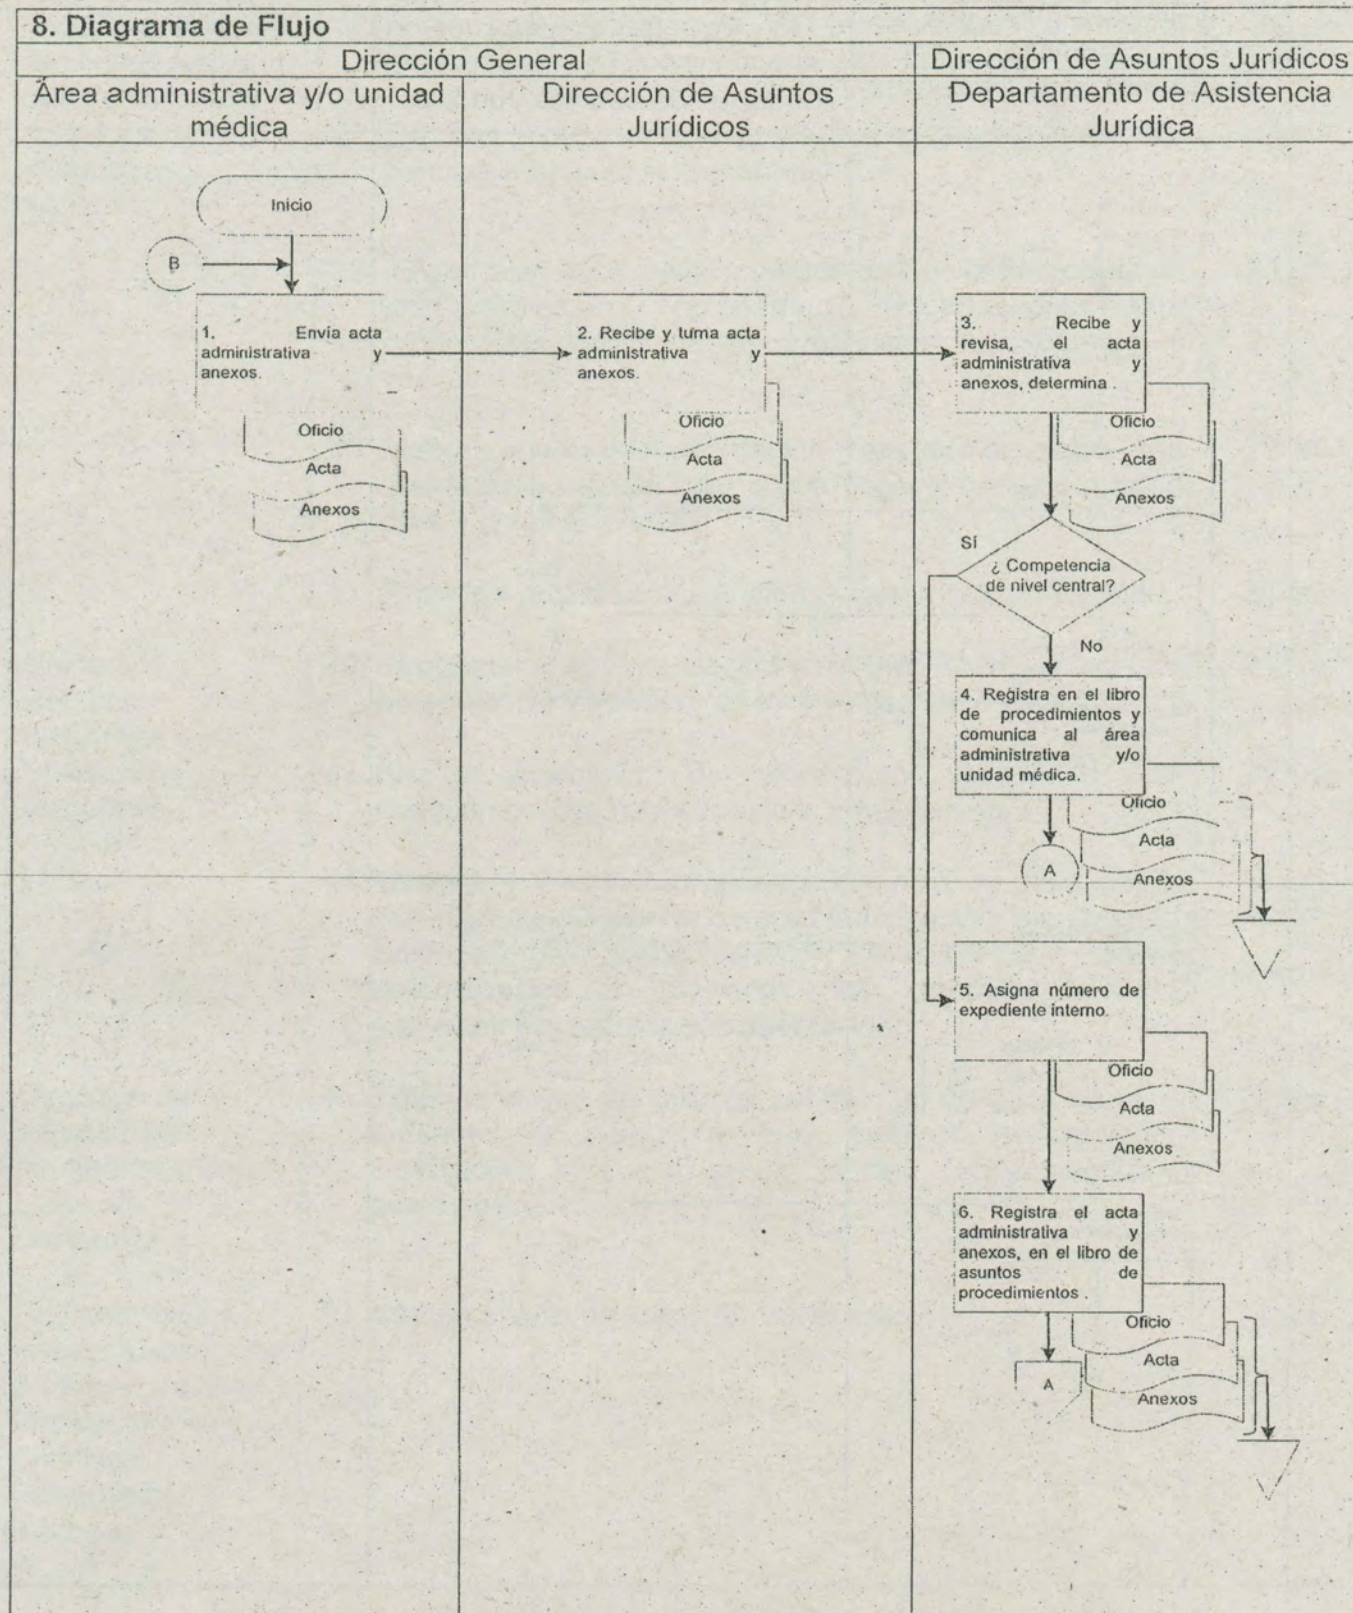 8. Diagrama de Flujo
Dirección General
Dirección de Asuntos Jurídicos
Área administrativa y/o unidad
médica
Dirección de Asuntos
Jurídicos
Departamento de Asistencia
Jurídica
Inicio
B
1. Envía acta
administrativa y
anexos.
Oficio
Acta
Anexos
2. Recibe y turna acta
administrativa y
anexos.
Oficio
Acta
Anexos
3. Recibe y
revisa, el acta
administrativa y
anexos, determina .
Oficio
Acta
Anexos
Sí
¿ Competencia
de nivel central?
No
4. Registra en el libro
de procedimientos y
comunica al área
administrativa y/o
unidad médica.
Oficio
Acta
Anexos
A
5. Asigna número de
expediente interno.
Oficio
Acta
Anexos
6. Registra el acta
administrativa y
anexos, en el libro de
asuntos de
procedimientos .
Oficio
Acta
Anexos
A